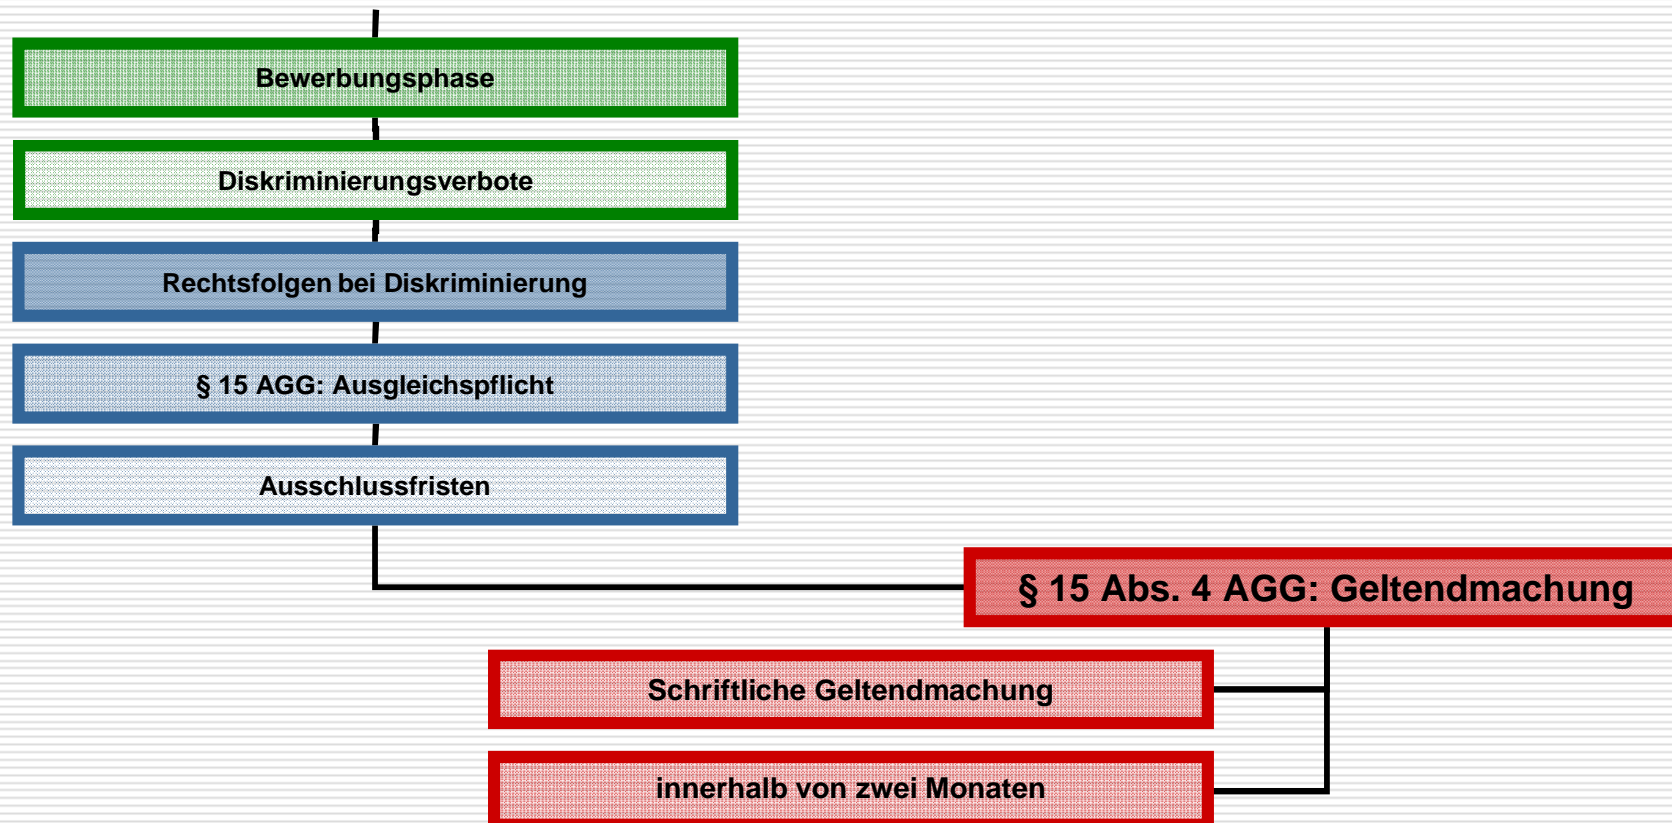 Bewerbungsphase
Diskriminierungsverbote
Rechtsfolgen bei Diskriminierung
§ 15 AGG: Ausgleichspflicht
Ausschlussfristen
§ 15 Abs. 4 AGG: Geltendmachung
Schriftliche Geltendmachung
innerhalb von zwei Monaten